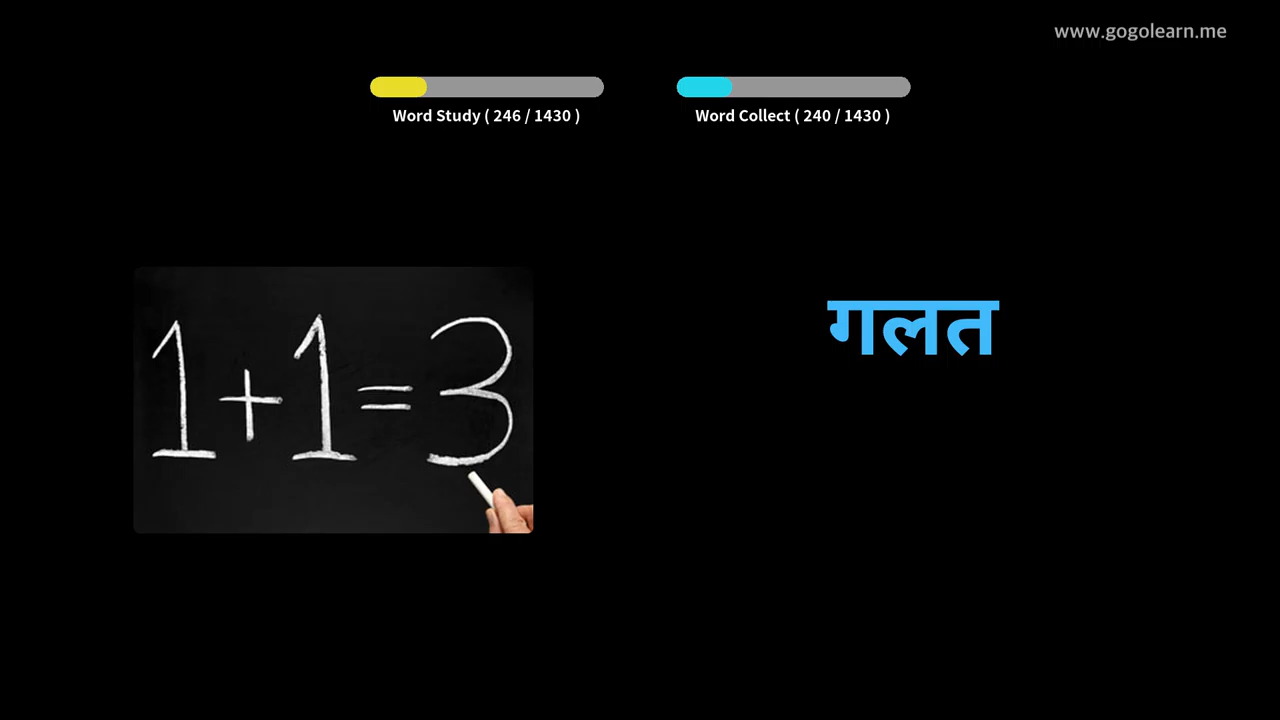 www.gogolearn.me
Word Study ( 246 / 1430 )
Word Collect ( 240 / 1430 )
1+1=3
गलत